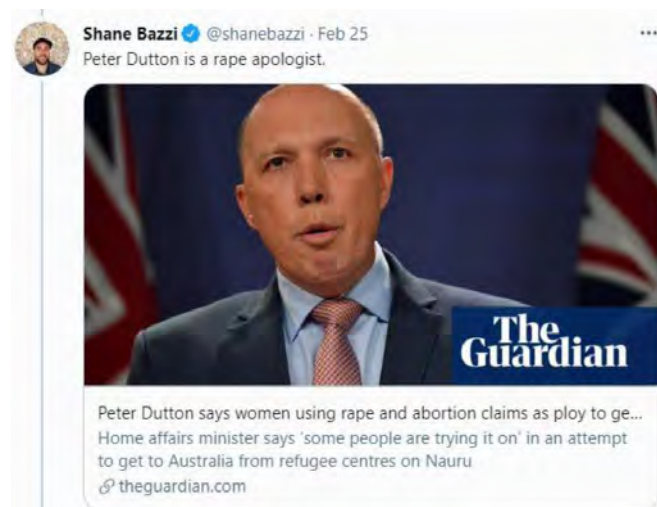 Shane Bazzi @shanebazzi · Feb 25
Peter Dutton is a rape apologist.
The
Guardian
Peter Dutton says women using rape and abortion claims as ploy to ge...
Home affairs minister says 'some people are trying it on' in an attempt
to get to Australia from refugee centres on Nauru
theguardian.com